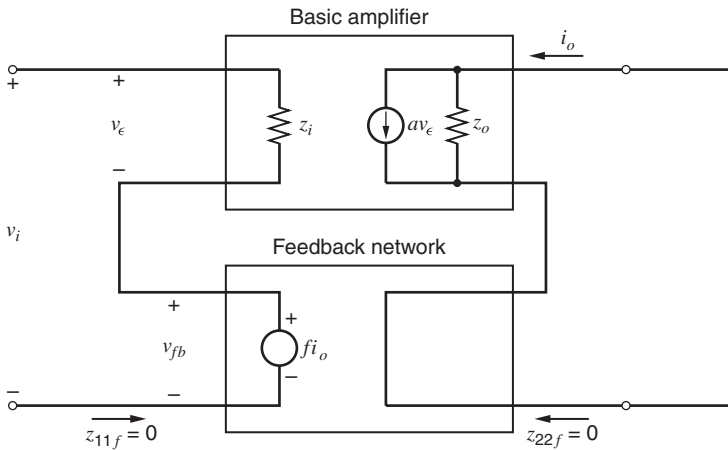 Basic amplifier
i_o
+
+
v_ϵ
z_i
av_ϵ
z_o
−
v_i
Feedback network
+
+
v_fb
fi_o
−
−
−
z_11f = 0
z_22f = 0